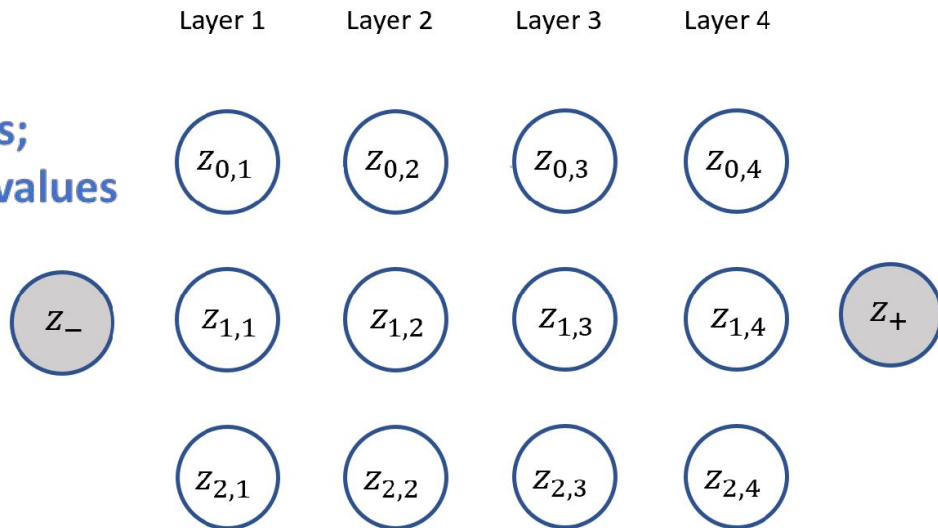 Layer 1 Layer 2 Layer 3 Layer 4
s;
values
z0,1 z0,2 z0,3 z0,4
z− z1,1 z1,2 z1,3 z1,4 z+
z2,1 z2,2 z2,3 z2,4